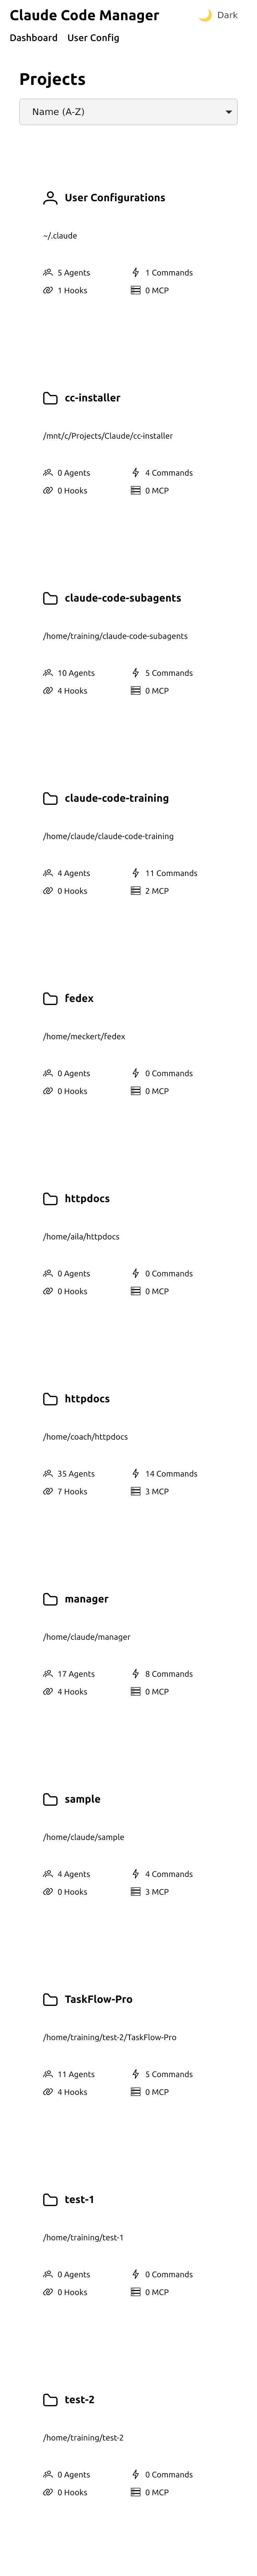 Claude Code Manager
🌙 Dark
Dashboard User Config
Projects
Name (A-Z)
User Configurations
~/.claude
5 Agents 1 Commands
1 Hooks 0 MCP
cc-installer
/mnt/c/Projects/Claude/cc-installer
0 Agents 4 Commands
0 Hooks 0 MCP
claude-code-subagents
/home/training/claude-code-subagents
10 Agents 5 Commands
4 Hooks 0 MCP
claude-code-training
/home/claude/claude-code-training
4 Agents 11 Commands
0 Hooks 2 MCP
fedex
/home/meckert/fedex
0 Agents 0 Commands
0 Hooks 0 MCP
httpdocs
/home/aila/httpdocs
0 Agents 0 Commands
0 Hooks 0 MCP
httpdocs
/home/coach/httpdocs
35 Agents 14 Commands
7 Hooks 3 MCP
manager
/home/claude/manager
17 Agents 8 Commands
4 Hooks 0 MCP
sample
/home/claude/sample
4 Agents 4 Commands
0 Hooks 3 MCP
TaskFlow-Pro
/home/training/test-2/TaskFlow-Pro
11 Agents 5 Commands
4 Hooks 0 MCP
test-1
/home/training/test-1
0 Agents 0 Commands
0 Hooks 0 MCP
test-2
/home/training/test-2
0 Agents 0 Commands
0 Hooks 0 MCP